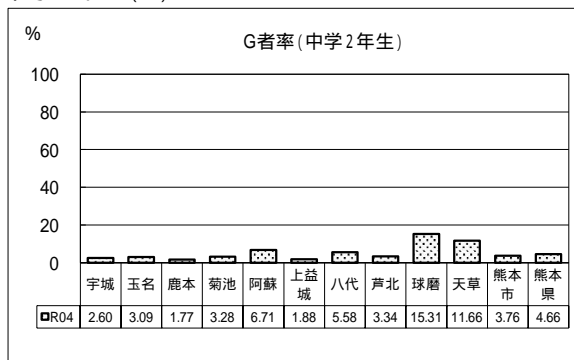 %
G者率(中学2年生)
100
80
60
40
20
0
宇城 玉名 鹿本 菊池 阿蘇 上益城 八代 芦北 球磨 天草 熊本市 熊本県
R04 2.60 3.09 1.77 3.28 6.71 1.88 5.58 3.34 15.31 11.66 3.76 4.66